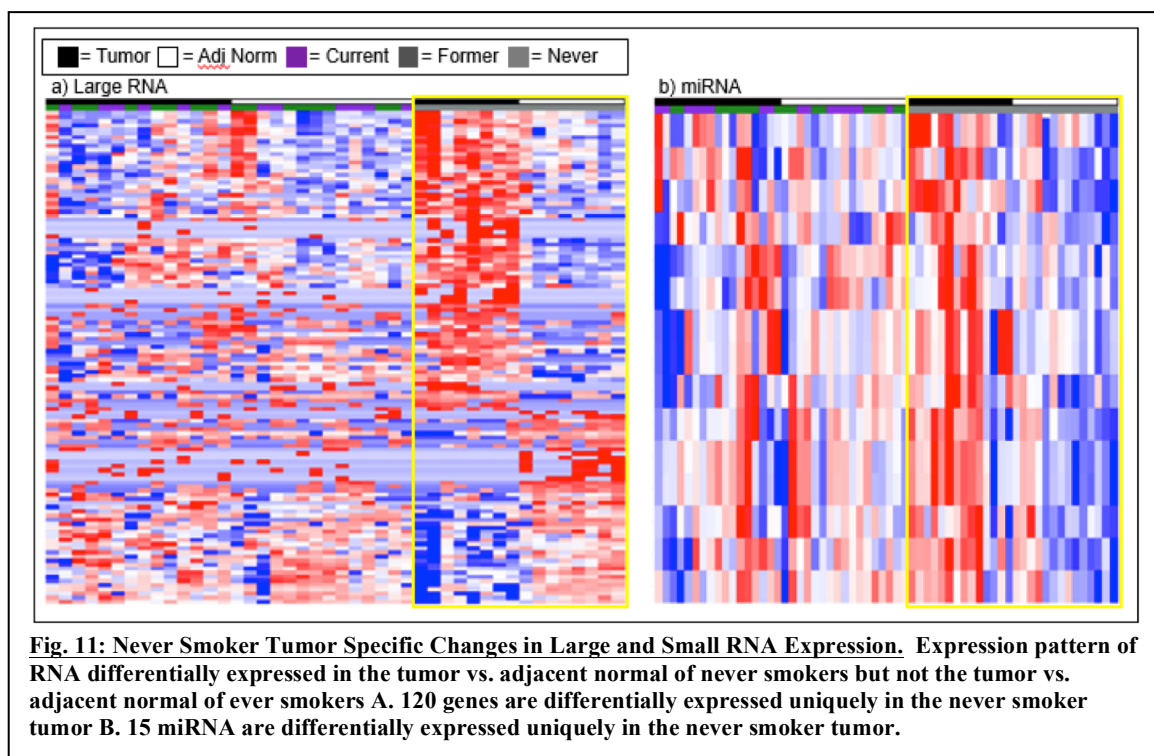 = Tumor = Adj Norm = Current = Former = Never
a) Large RNA
b) miRNA
Fig. 11: Never Smoker Tumor Specific Changes in Large and Small RNA Expression. Expression pattern of
RNA differentially expressed in the tumor vs. adjacent normal of never smokers but not the tumor vs.
adjacent normal of ever smokers A. 120 genes are differentially expressed uniquely in the never smoker
tumor B. 15 miRNA are differentially expressed uniquely in the never smoker tumor.